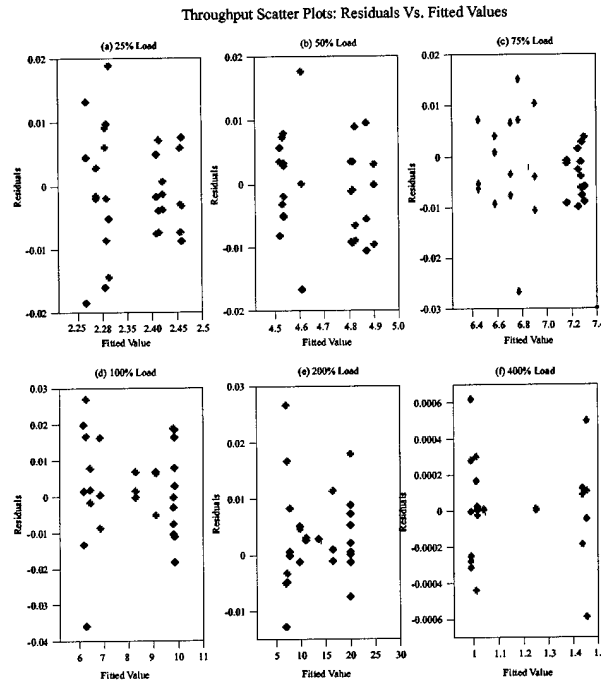 Throughput Scatter Plots: Residuals Vs. Fitted Values
(a) 25% Load
(b) 50% Load
(c) 75% Load
0.02
0.01
0
-0.01
-0.02
Residuals
2.25 2.28 2.31 2.4 2.43 2.46 2.5
Fitted Value
0.02
0.01
0
-0.01
-0.02
Residuals
4.5 4.6 4.7 4.8 4.9 5.0
Fitted Value
0.02
0.01
0
-0.01
-0.02
-0.03
Residuals
6.4 6.6 6.8 7.0 7.2 7.4
Fitted Value
(d) 100% Load
(e) 200% Load
(f) 400% Load
0.03
0.02
0.01
0
-0.01
-0.02
-0.03
-0.04
Residuals
6 7 8 9 10 11
Fitted Value
0.03
0.02
0.01
0
-0.01
Residuals
5 10 15 20 25 30
Fitted Value
0.0006
0.0004
0.0002
0
-0.0002
-0.0004
-0.0006
Residuals
1 1.1 1.2 1.3 1.4 1.5
Fitted Value